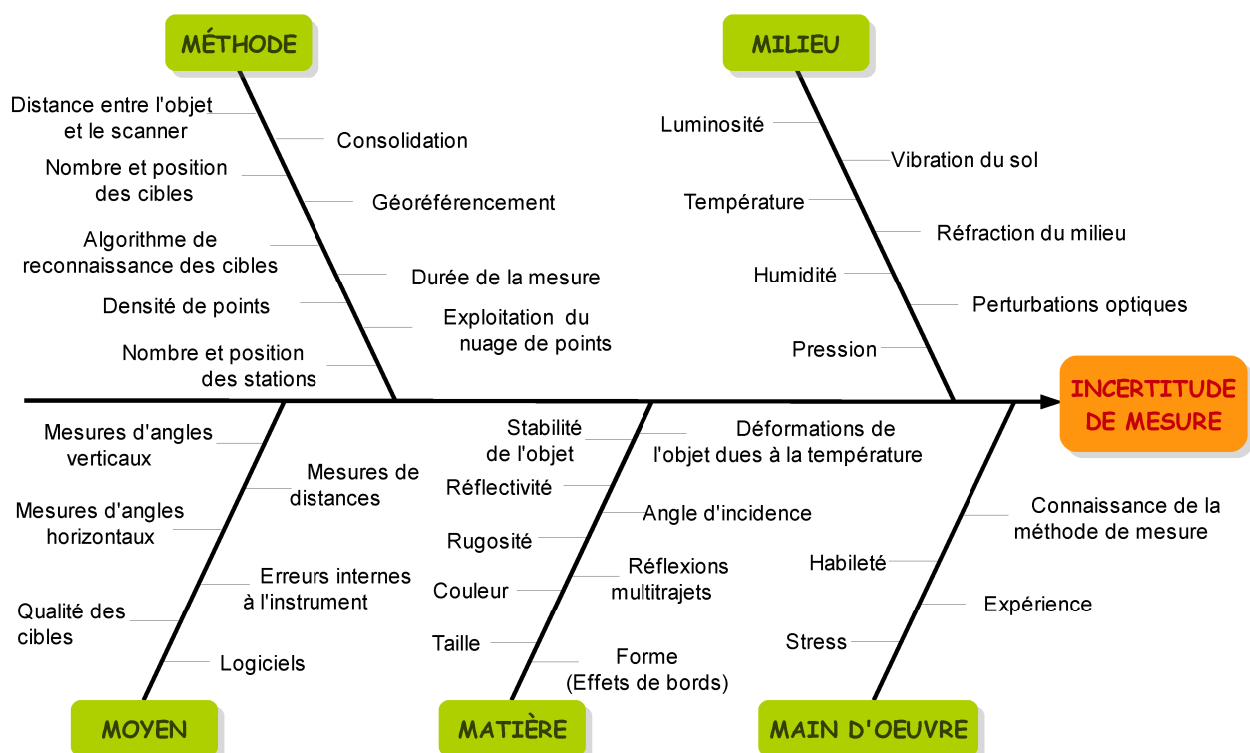 MÉTHODE
MILIEU
Distance entre l'objet
et le scanner
Consolidation
Nombre et position
des cibles
Géoréférencement
Algorithme de
reconnaissance des cibles
Durée de la mesure
Densité de points
Exploitation du
nuage de points
Nombre et position
des stations
Luminosité
Vibration du sol
Température
Réfraction du milieu
Humidité
Perturbations optiques
Pression
INCERTITUDE
DE MESURE
Mesures d'angles
verticaux
Mesures de
distances
Mesures d'angles
horizontaux
Erreurs internes
à l'instrument
Qualité des
cibles
Logiciels
Stabilité
de l'objet
Déformations de
l'objet dues à la température
Réflectivité
Angle d'incidence
Rugosité
Réflexions
multitrajets
Couleur
Taille
Forme
(Effets de bords)
Connaissance de la
méthode de mesure
Habileté
Expérience
Stress
MOYEN
MATIÈRE
MAIN D'OEUVRE